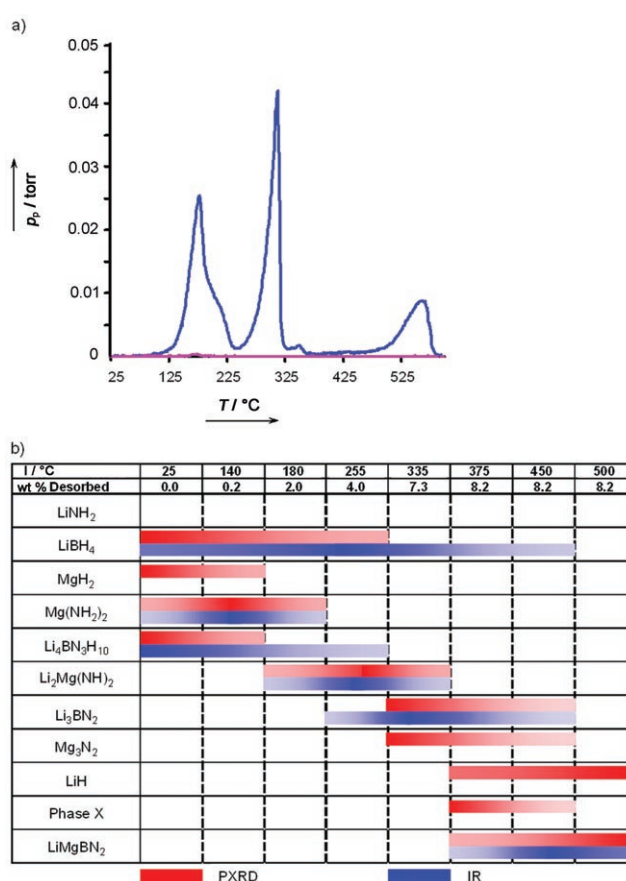 a)
0.05
0.04
0.03
0.02
0.01
0
pp / torr
25 125 225 325 425 525
T / °C
b)
T / °C 25 140 180 255 335 375 450 500
wt % Desorbed 0.0 0.2 2.0 4.0 7.3 8.2 8.2 8.2
LiNH2
LiBH4
MgH2
Mg(NH2)2
Li4BN3H10
Li2Mg(NH)2
Li3BN2
Mg3N2
LiH
Phase X
LiMgBN2
PXRD IR